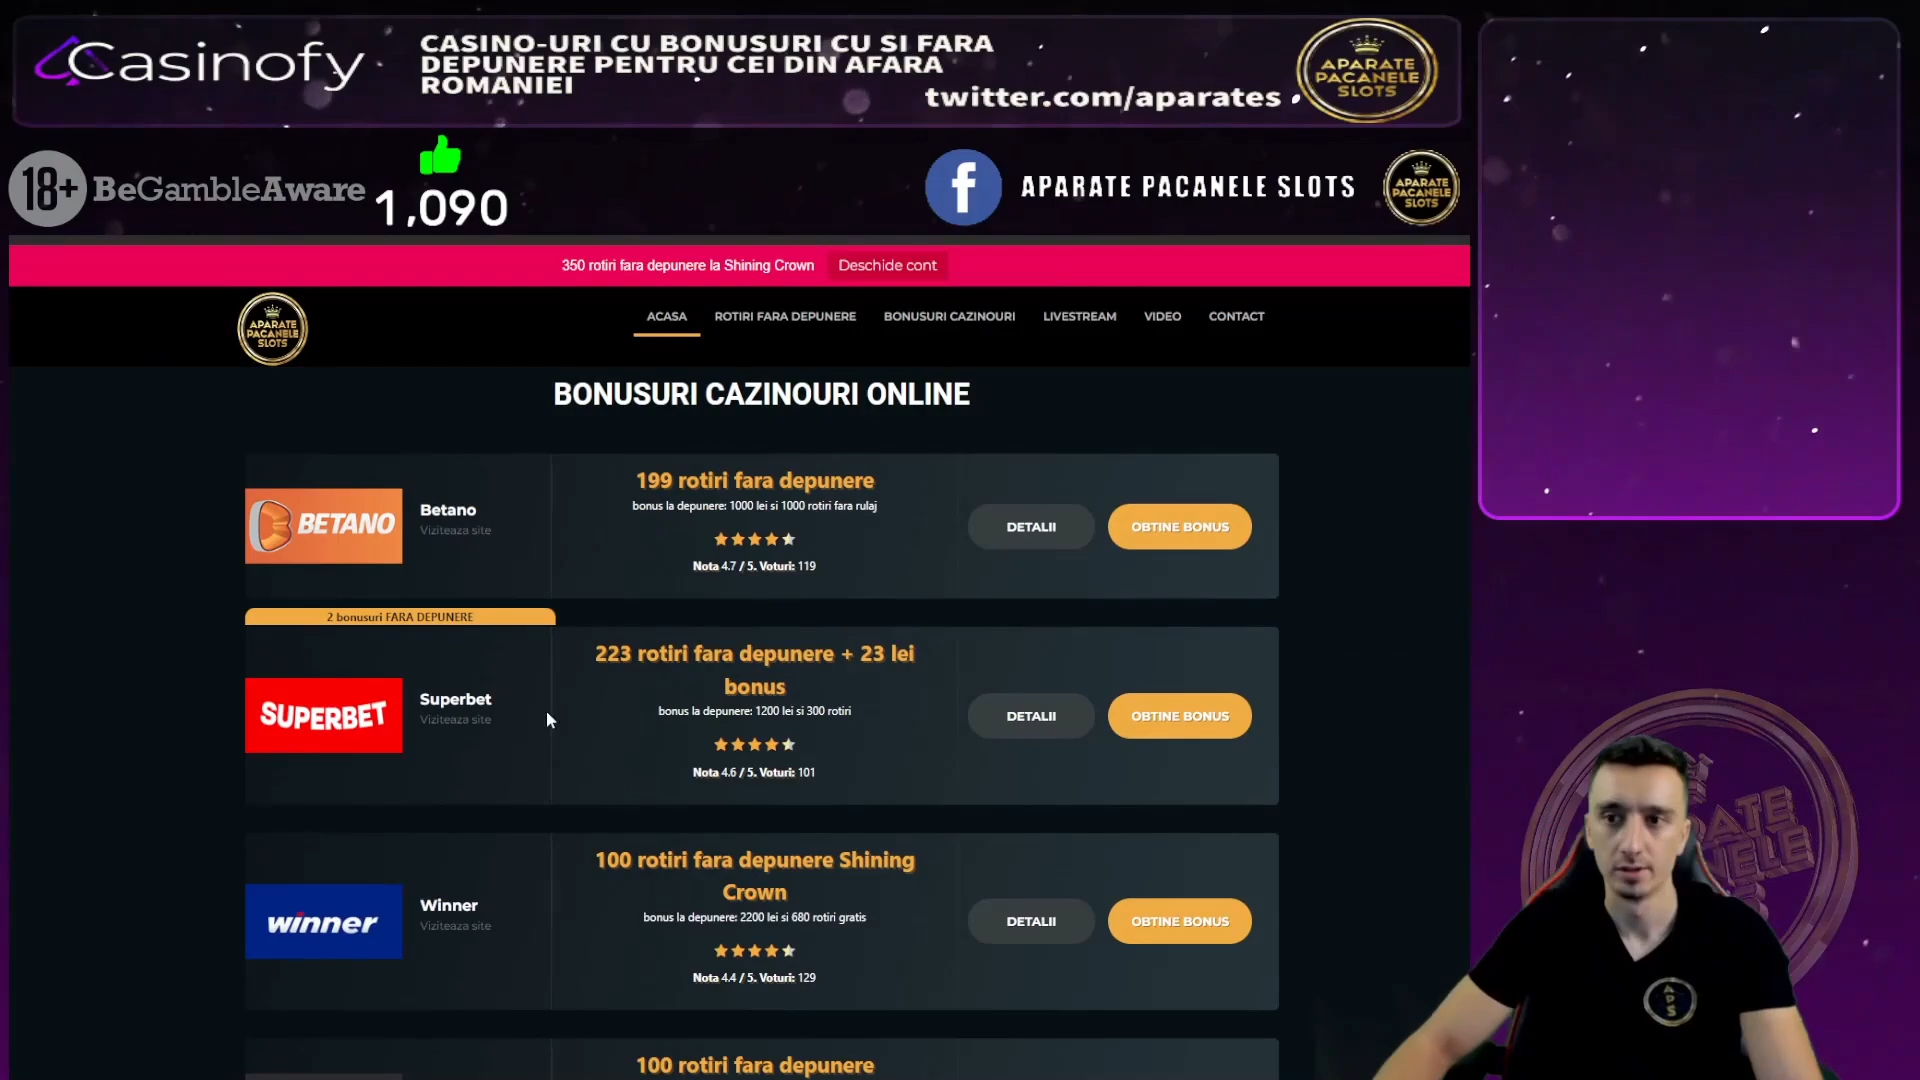 Casinofy
CASINO-URI CU BONUSURI CU SI FARA
DEPUNERE PENTRU CEI DIN AFARA
ROMANIEI
twitter.com/aparates
APARATE
PACANELE
SLOTS
18+ BeGambleAware
1,090
APARATE PACANELE SLOTS
APARATE
PACANELE
SLOTS
350 rotiri fara depunere la Shining Crown
Deschide cont
APARATE
PACANELE
SLOTS
ACASA
ROTIRI FARA DEPUNERE
BONUSURI CAZINOURI
LIVESTREAM
VIDEO
CONTACT
BONUSURI CAZINOURI ONLINE
BETANO
Betano
Viziteaza site
199 rotiri fara depunere
bonus la depunere: 1000 lei si 1000 rotiri fara rulaj
Nota 4.7 / 5. Voturi: 119
DETALII
OBTINE BONUS
2 bonusuri FARA DEPUNERE
SUPERBET
Superbet
Viziteaza site
223 rotiri fara depunere + 23 lei
bonus
bonus la depunere: 1200 lei si 300 rotiri
Nota 4.6 / 5. Voturi: 101
DETALII
OBTINE BONUS
winner
Winner
Viziteaza site
100 rotiri fara depunere Shining
Crown
bonus la depunere: 2200 lei si 680 rotiri gratis
Nota 4.4 / 5. Voturi: 129
DETALII
OBTINE BONUS
100 rotiri fara depunere
APS